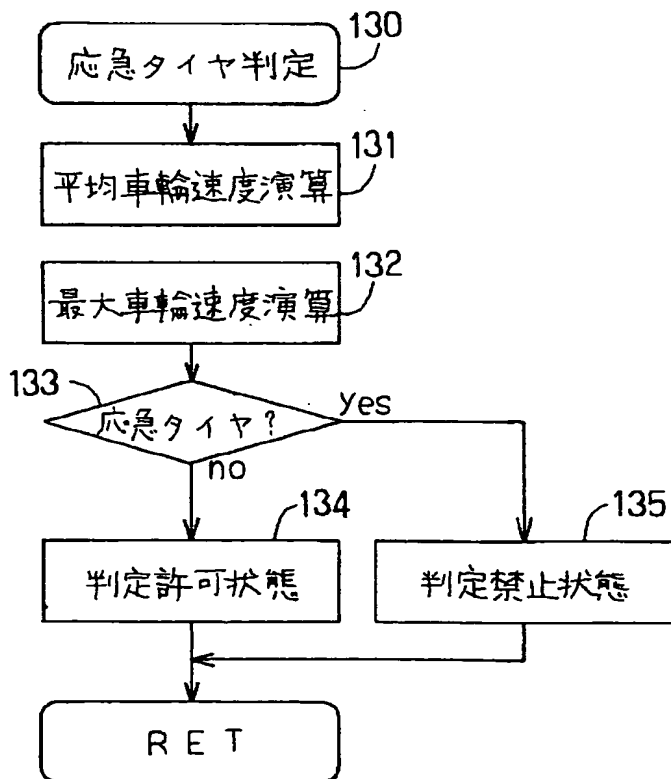 130
応急タイヤ判定
131
平均車輪速度演算
132
最大車輪速度演算
133
応急タイヤ?
yes
no
134
判定許可状態
135
判定禁止状態
RET